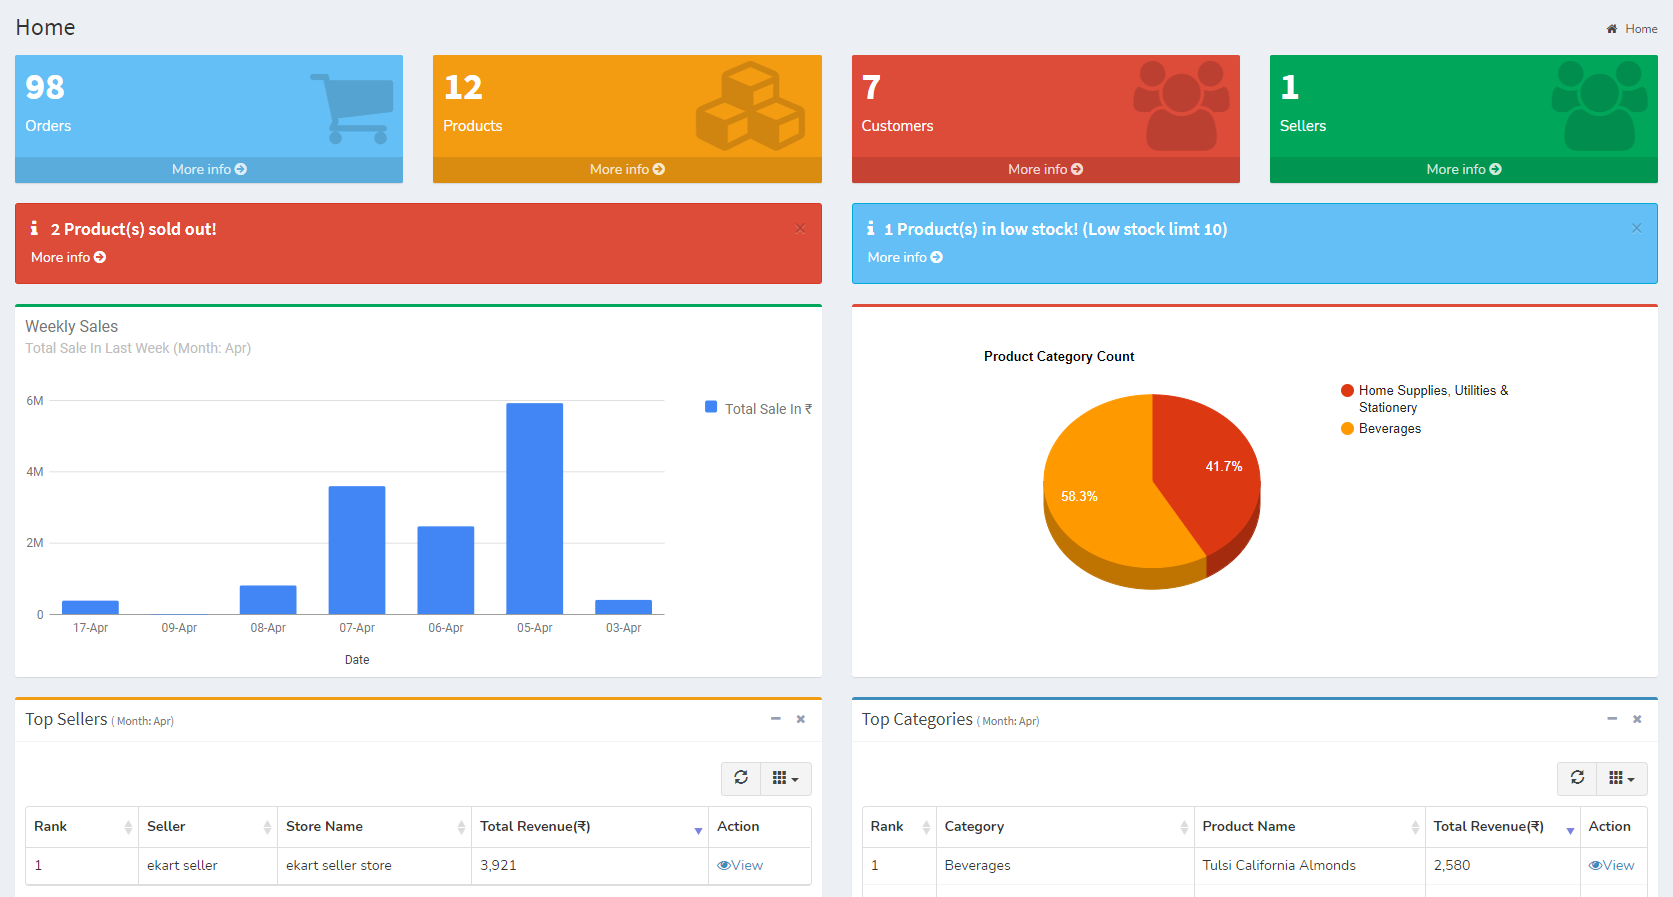 Home
Home
98
Orders
More info
12
Products
More info
7
Customers
More info
1
Sellers
More info
2 Product(s) sold out!
×
More info
1 Product(s) in low stock! (Low stock limt 10)
×
More info
Weekly Sales
Total Sale In Last Week (Month: Apr)
6M
4M
2M
0
17-Apr 09-Apr 08-Apr 07-Apr 06-Apr 05-Apr 03-Apr
Date
Total Sale In ₹
Product Category Count
41.7%
58.3%
Home Supplies, Utilities &
Stationery
Beverages
Top Sellers ( Month: Apr)
Rank Seller Store Name Total Revenue(₹) Action
1 ekart seller ekart seller store 3,921 View
Top Categories ( Month: Apr)
Rank Category Product Name Total Revenue(₹) Action
1 Beverages Tulsi California Almonds 2,580 View